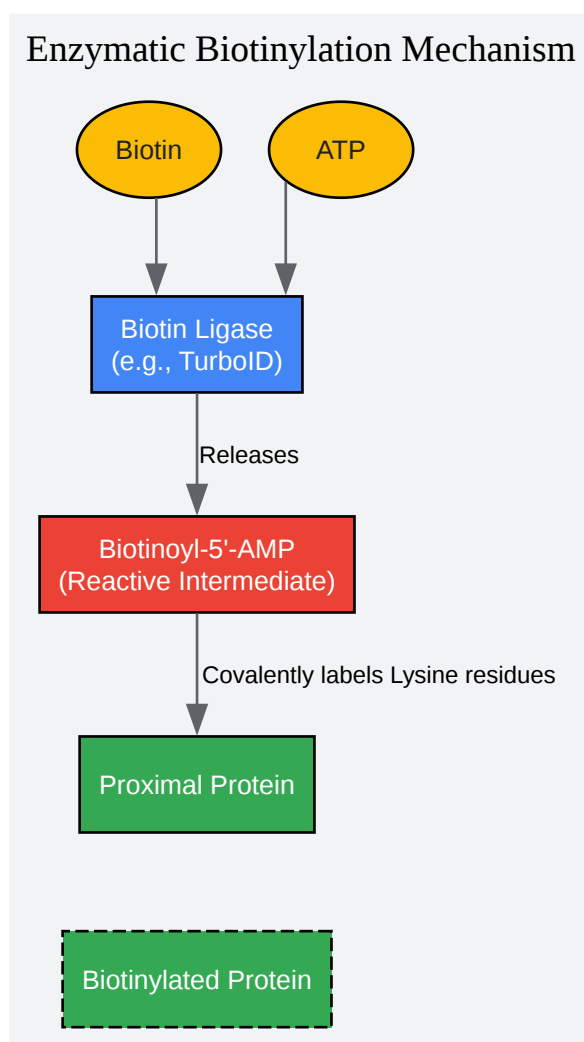 Enzymatic Biotinylation Mechanism
Biotin
ATP
Biotin Ligase
(e.g., TurboID)
Releases
Biotinoyl-5'-AMP
(Reactive Intermediate)
Covalently labels Lysine residues
Proximal Protein
Biotinylated Protein